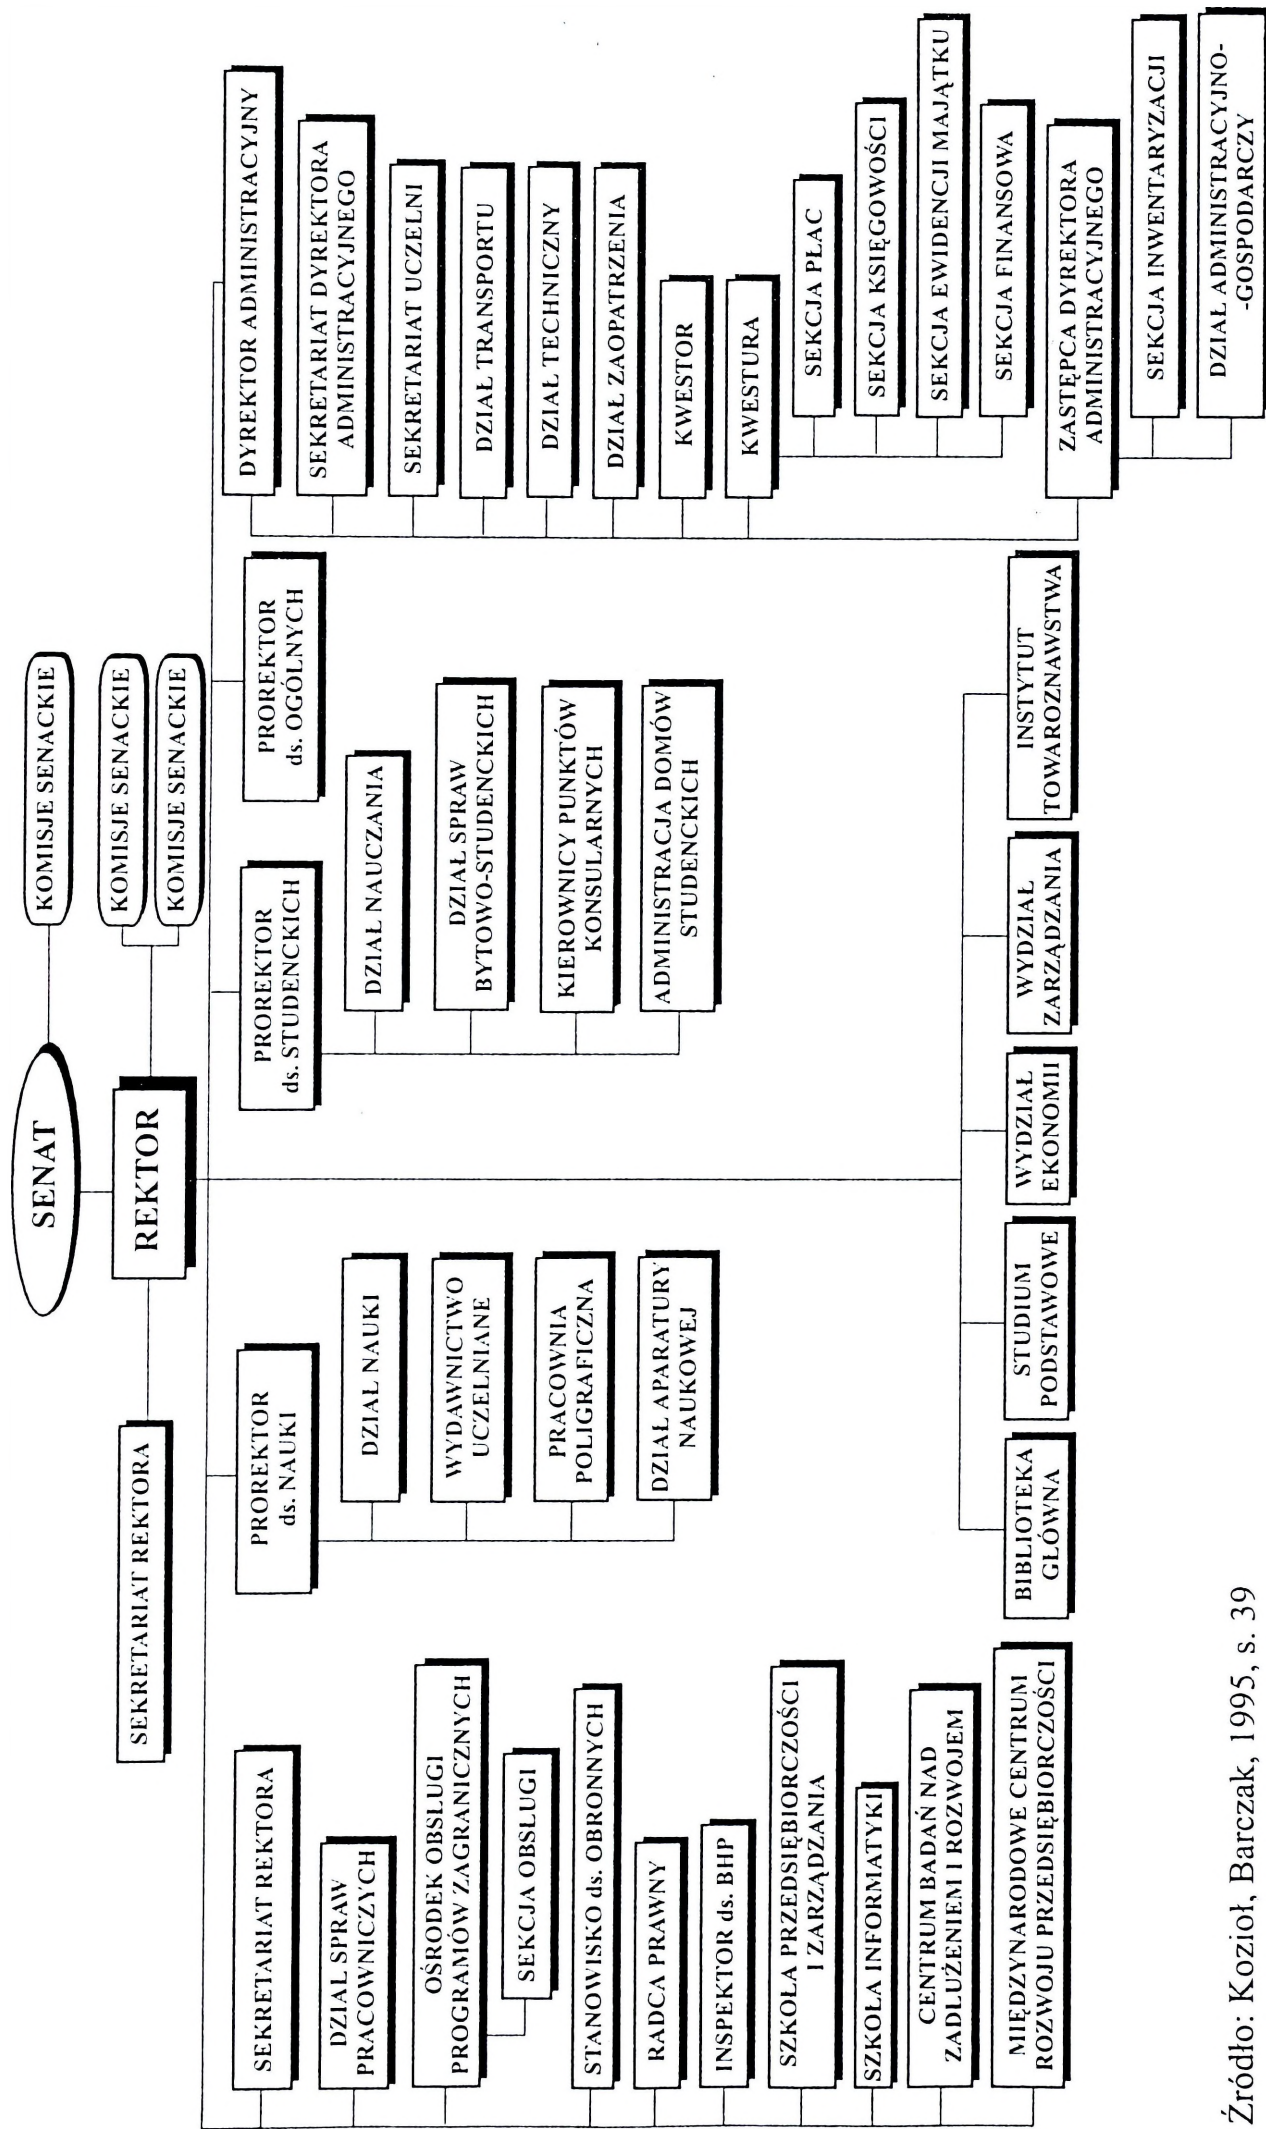 SENAT
KOMISJE SENACKIE
SEKRETARIAT REKTORA
REKTOR
KOMISJE SENACKIE
KOMISJE SENACKIE
SEKRETARIAT REKTORA
DZIAŁ SPRAW
PRACOWNICZYCH
OŚRODEK OBSŁUGI
PROGRAMÓW ZAGRANICZNYCH
SEKCJA OBSŁUGI
STANOWISKO ds. OBRONNYCH
RADCA PRAWNY
INSPEKTOR ds. BHP
SZKOŁA PRZEDSIĘBIORCZOŚCI
I ZARZĄDZANIA
SZKOŁA INFORMATYKI
CENTRUM BADAŃ NAD
ZADŁUŻENIEM I ROZWOJEM
MIĘDZYNARODOWE CENTRUM
ROZWOJU PRZEDSIĘBIORCZOŚCI
PROREKTOR
ds. NAUKI
DZIAŁ NAUKI
WYDAWNICTWO
UCZELNIANE
PRACOWNIA
POLIGRAFICZNA
DZIAŁ APARATURY
NAUKOWEJ
PROREKTOR
ds. STUDENCKICH
DZIAŁ NAUCZANIA
DZIAŁ SPRAW
BYTOWO-STUDENCKICH
KIEROWNICY PUNKTÓW
KONSULARNYCH
ADMINISTRACJA DOMÓW
STUDENCKICH
PROREKTOR
ds. OGÓLNYCH
DYREKTOR ADMINISTRACYJNY
SEKRETARIAT DYREKTORA
ADMINISTRACYJNEGO
SEKRETARIAT UCZELNI
DZIAŁ TRANSPORTU
DZIAŁ TECHNICZNY
DZIAŁ ZAOPATRZENIA
KWESTOR
KWESTURA
SEKCJA PŁAC
SEKCJA KSIĘGOWOŚCI
SEKCJA EWIDENCJI MAJĄTKU
SEKCJA FINANSOWA
ZASTĘPCA DYREKTORA
ADMINISTRACYJNEGO
SEKCJA INWENTARYZACJI
DZIAŁ ADMINISTRACYJNO-
-GOSPODARCZY
BIBLIOTEKA
GŁÓWNA
STUDIUM
PODSTAWOWE
WYDZIAŁ
EKONOMII
WYDZIAŁ
ZARZĄDZANIA
INSTYTUT
TOWAROZNAWSTWA
Źródło: Kozioł, Barczak, 1995, s. 39